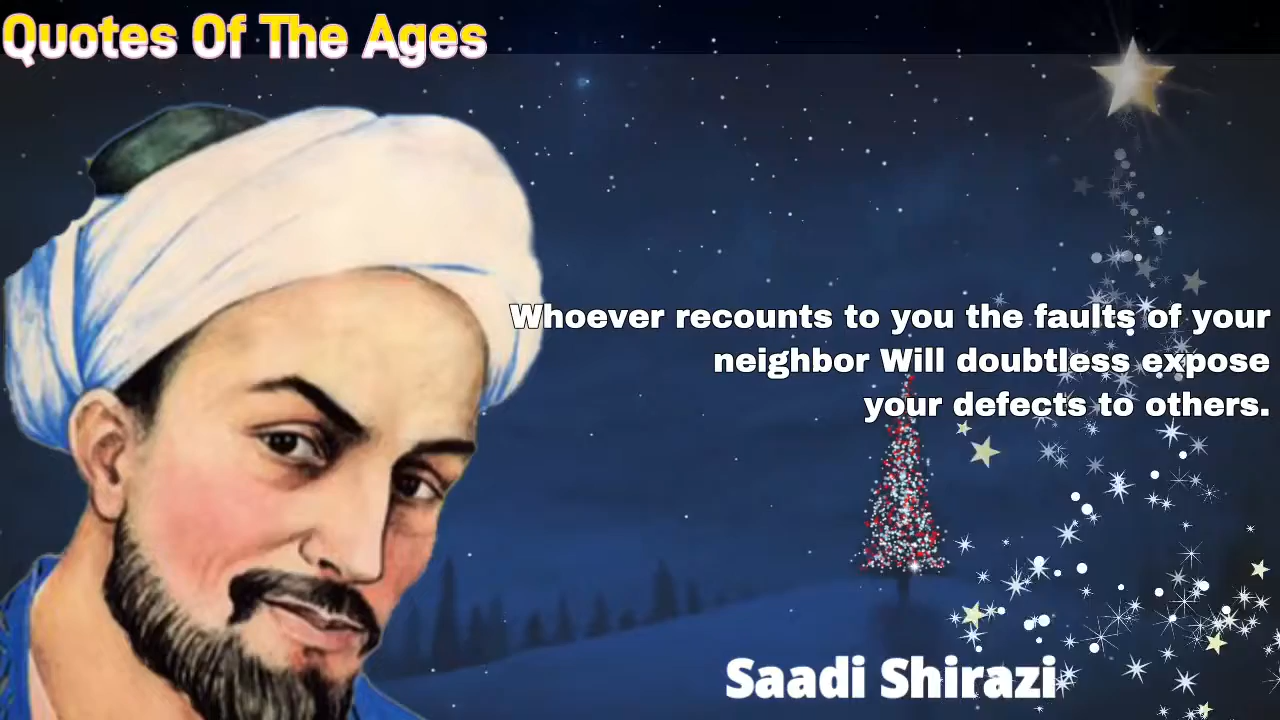 Quotes Of The Ages
Whoever recounts to you the faults of your
neighbor Will doubtless expose
your defects to others.
Saadi Shirazi